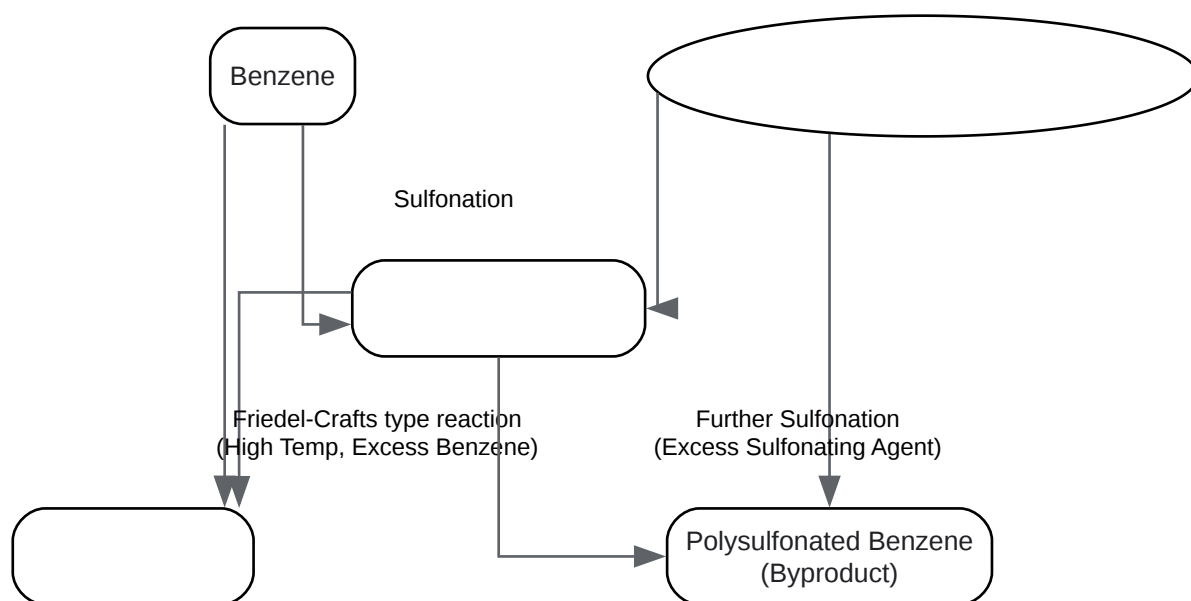 Benzene
Sulfonation
Friedel-Crafts type reaction
(High Temp, Excess Benzene)
Further Sulfonation
(Excess Sulfonating Agent)
Polysulfonated Benzene
(Byproduct)